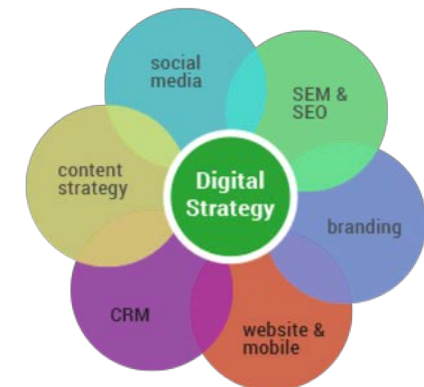 social
media
SEM &
SEO
content
strategy
Digital
Strategy
branding
CRM
website &
mobile